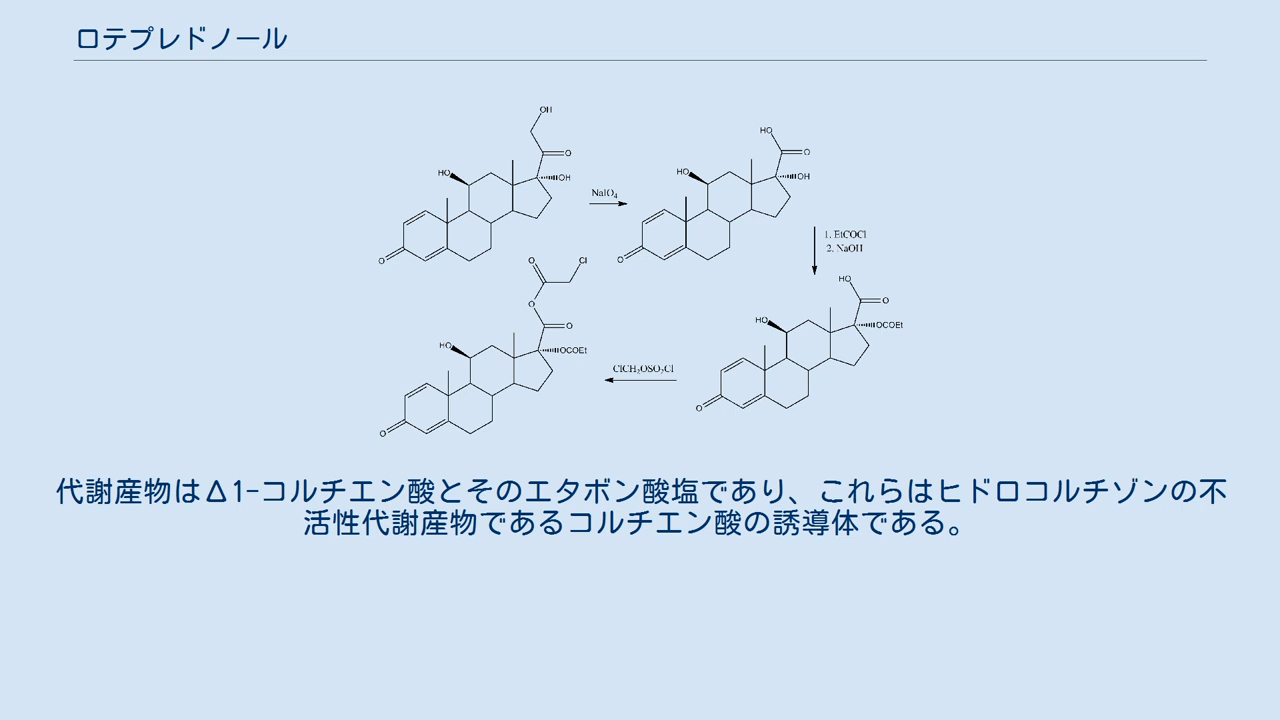 ロテプレドノール
OH
O
HO
OH
O
NaIO4
HO
O
HO
OH
O
1. EtCOCl
2. NaOH
HO
O
HO
OCOEt
O
ClCH2OSO2Cl
O
Cl
O
O
HO
OCOEt
O
代謝産物はΔ1-コルチエン酸とそのエタボン酸塩であり、これらはヒドロコルチゾンの不
活性代謝産物であるコルチエン酸の誘導体である。